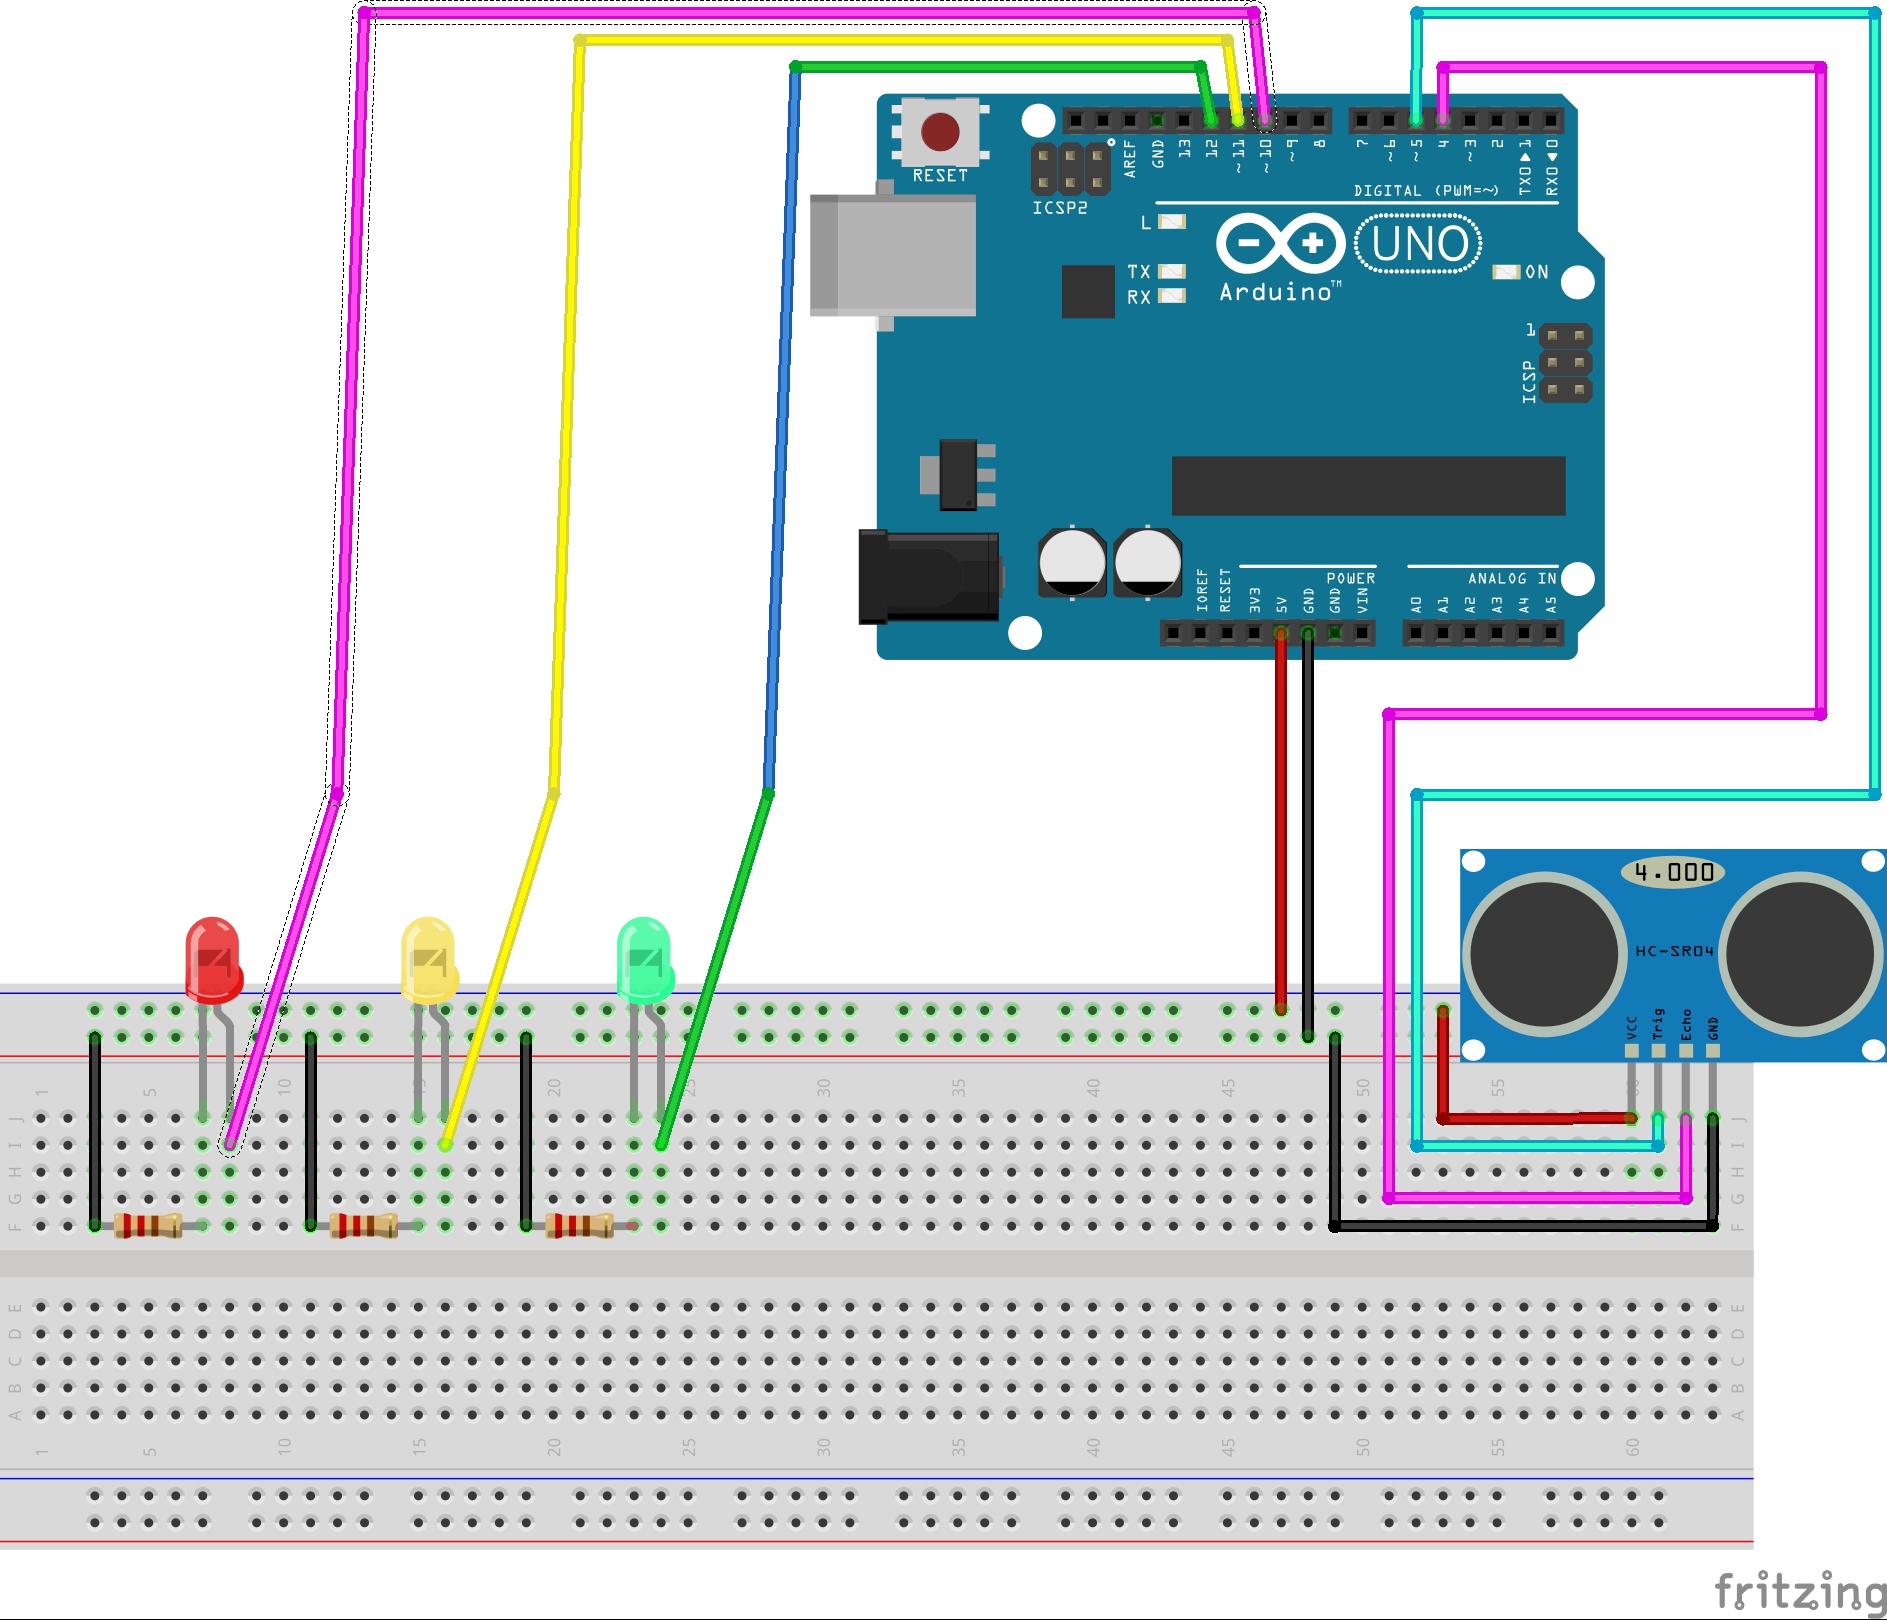 RESET
ICSP2
AREF
GND
13
12
~11
~10
~9
8
7
~6
~5
4
~3
2
TX0▶1
RX0◀0
DIGITAL (PWM=~)
L
TX
RX
UNO
Arduino™
ON
1
ICSP
POWER
ANALOG IN
IOREF
RESET
3V3
5V
GND
GND
VIN
A0
A1
A2
A3
A4
A5
4.000
HC-SR04
VCC
Trig
Echo
GND
1 5 10 15 20 25 30 35 40 45 50 55 60
J J
I I
H H
G G
F F
E E
D D
C C
B B
A A
1 5 10 15 20 25 30 35 40 45 50 55 60
fritzing